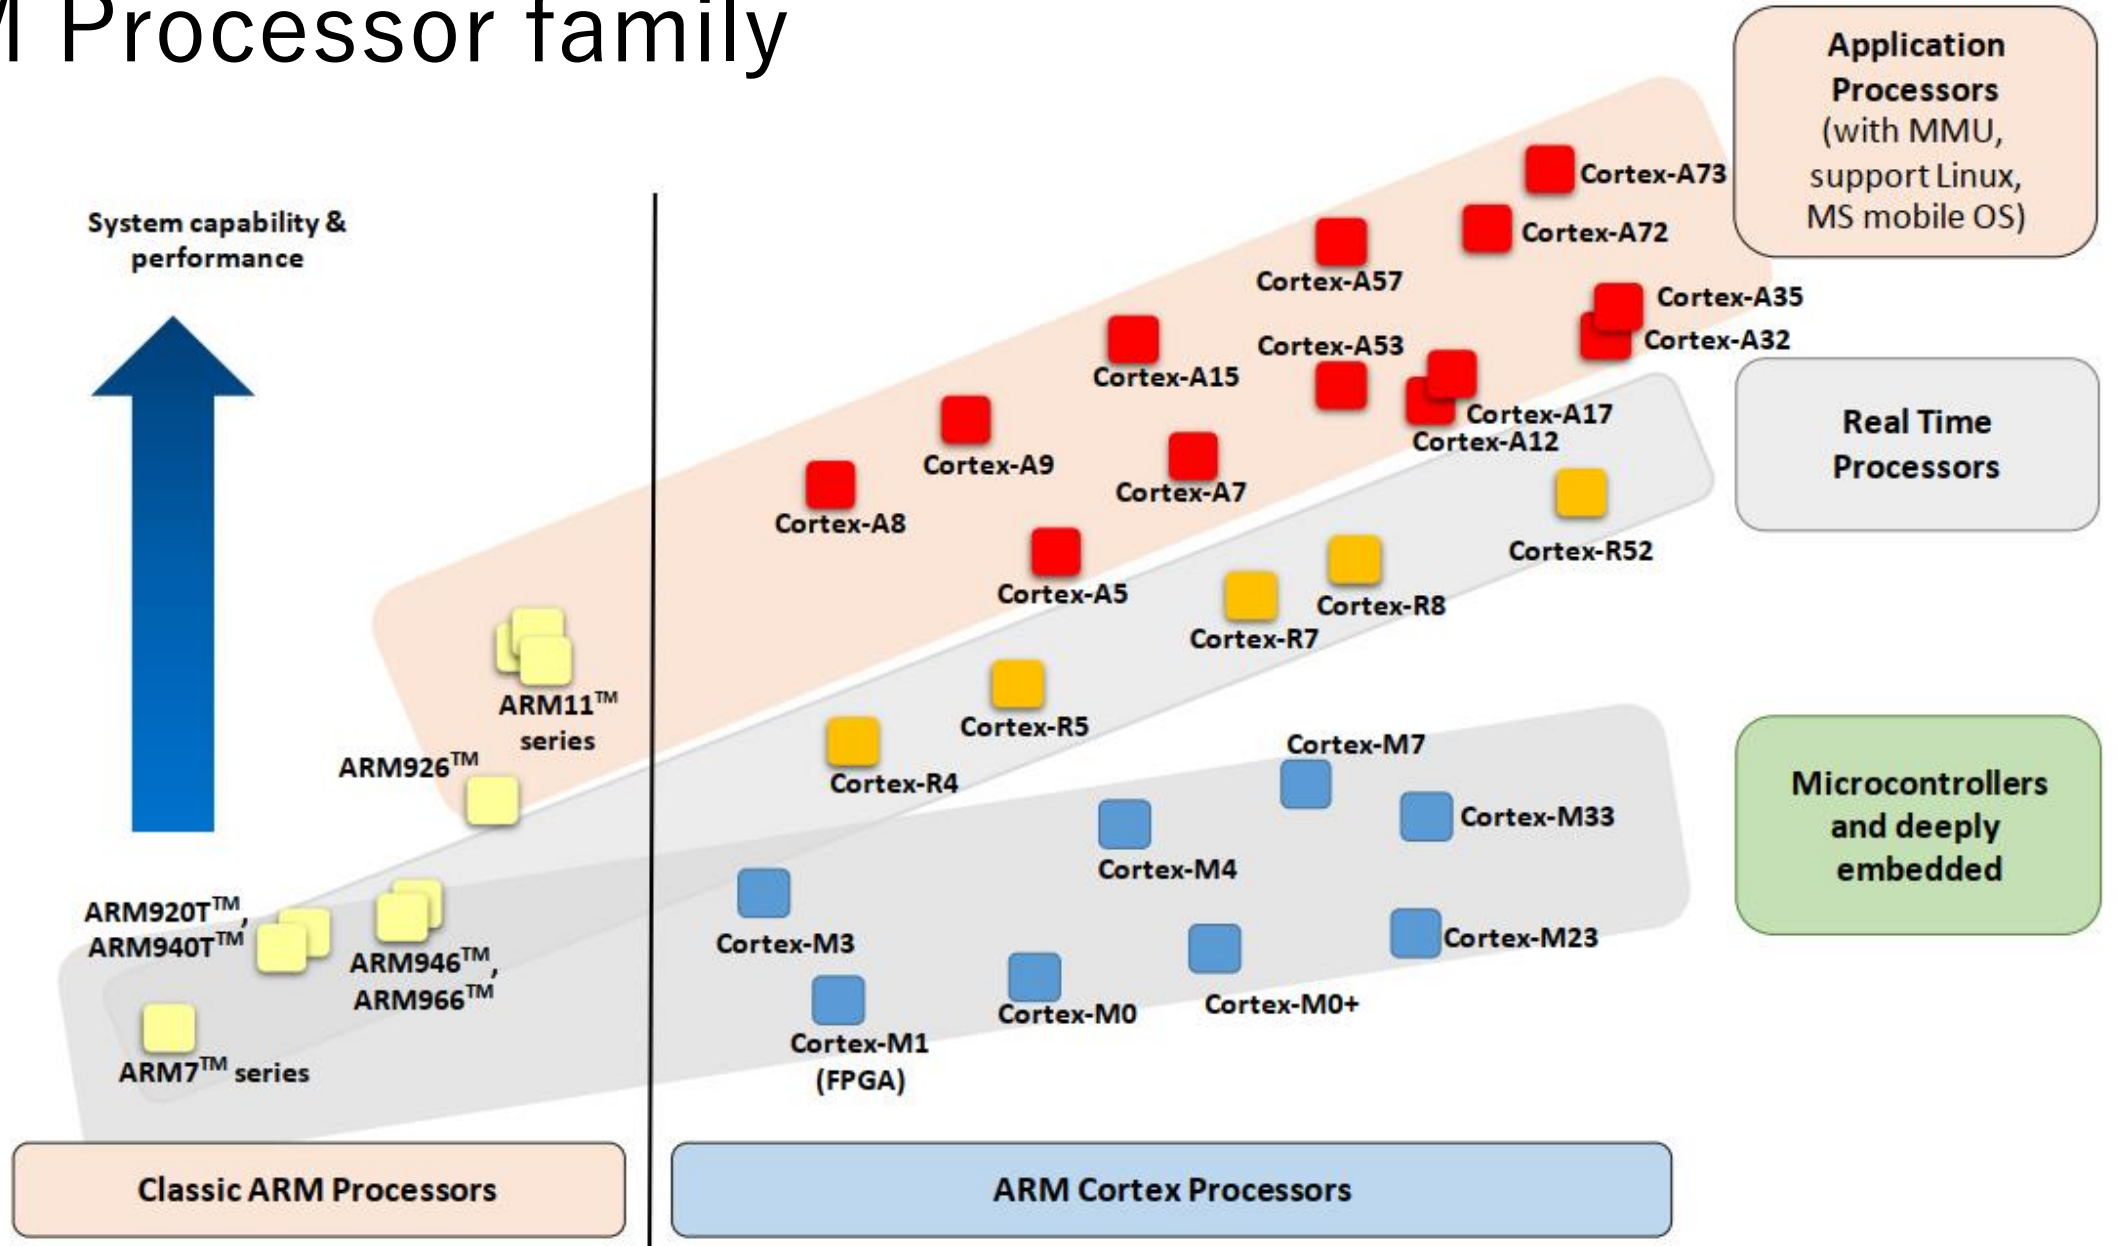 M Processor family
Application
Processors
(with MMU,
support Linux,
MS mobile OS)
System capability &
performance
Cortex-A73
Cortex-A72
Cortex-A57
Cortex-A35
Cortex-A32
Cortex-A53
Cortex-A15
Cortex-A17
Cortex-A12
Cortex-A9
Cortex-A7
Cortex-A8
Cortex-A5
Real Time
Processors
Cortex-R52
Cortex-R8
Cortex-R7
Cortex-R5
Cortex-R4
ARM11™
series
ARM926™
Cortex-M7
Cortex-M33
Cortex-M4
Cortex-M3
Cortex-M23
Cortex-M0+
Cortex-M0
Cortex-M1
(FPGA)
Microcontrollers
and deeply
embedded
ARM920T™,
ARM940T™
ARM946™,
ARM966™
ARM7™ series
Classic ARM Processors
ARM Cortex Processors